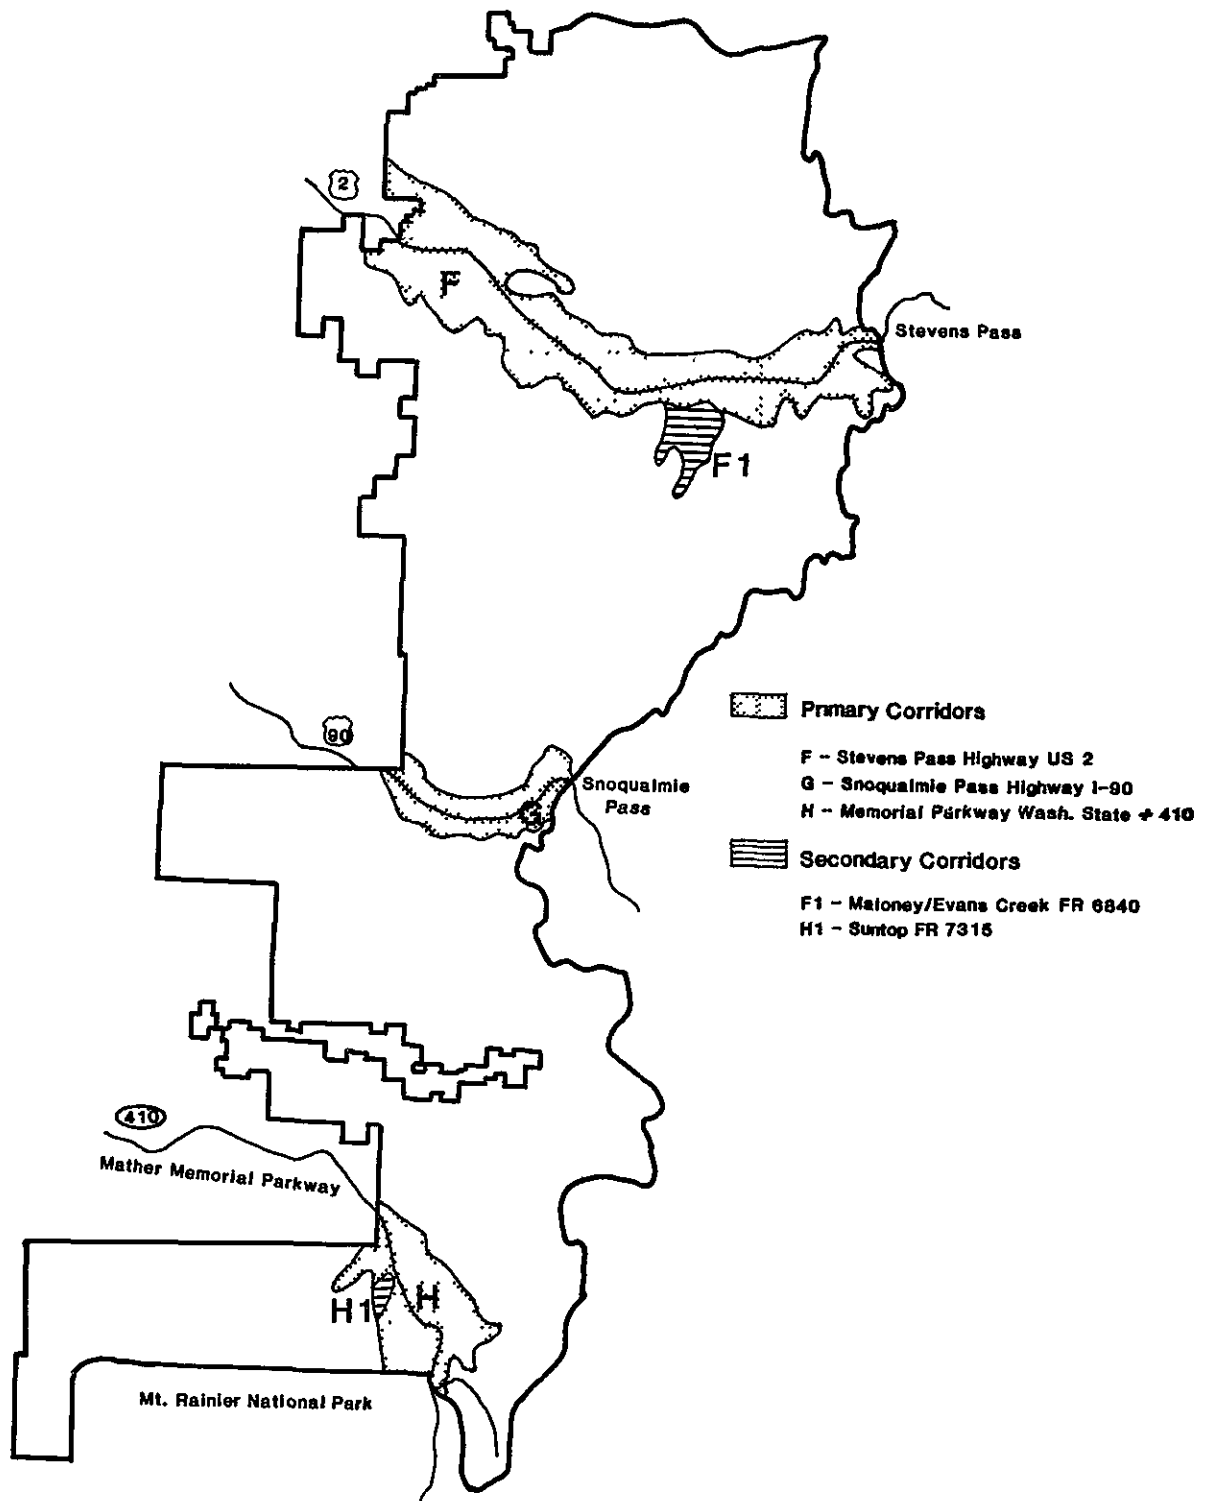 2
F
Stevens Pass
F1
90
Primary Corridors
F - Stevens Pass Highway US 2
Snoqualmie
Pass
G - Snoqualmie Pass Highway I-90
G
H - Memorial Parkway Wash. State # 410
Secondary Corridors
F1 - Maloney/Evans Creek FR 6840
H1 - Suntop FR 7315
410
Mather Memorial Parkway
H1
H
Mt. Rainier National Park